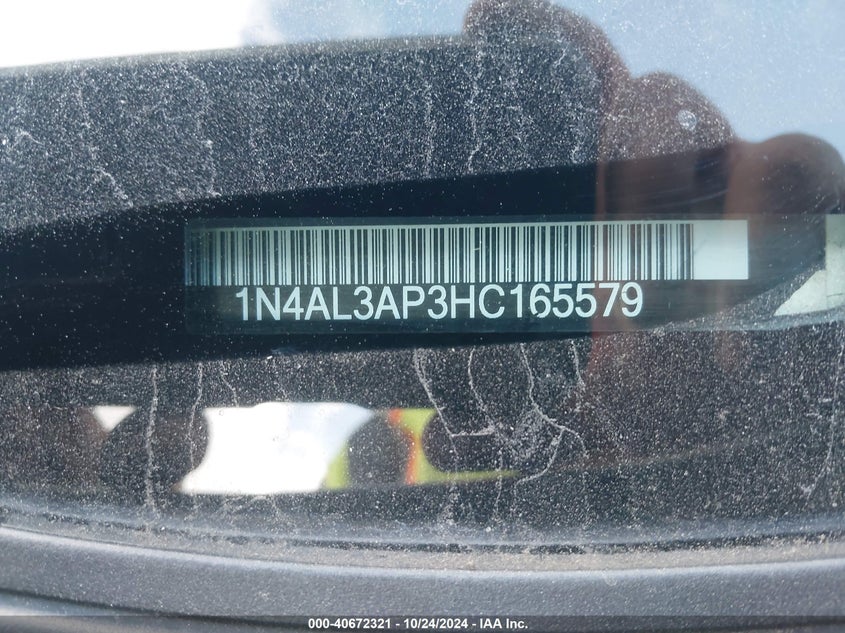 1N4AL3AP3HC165579
000-40672321 - 10/24/2024 - IAA Inc.